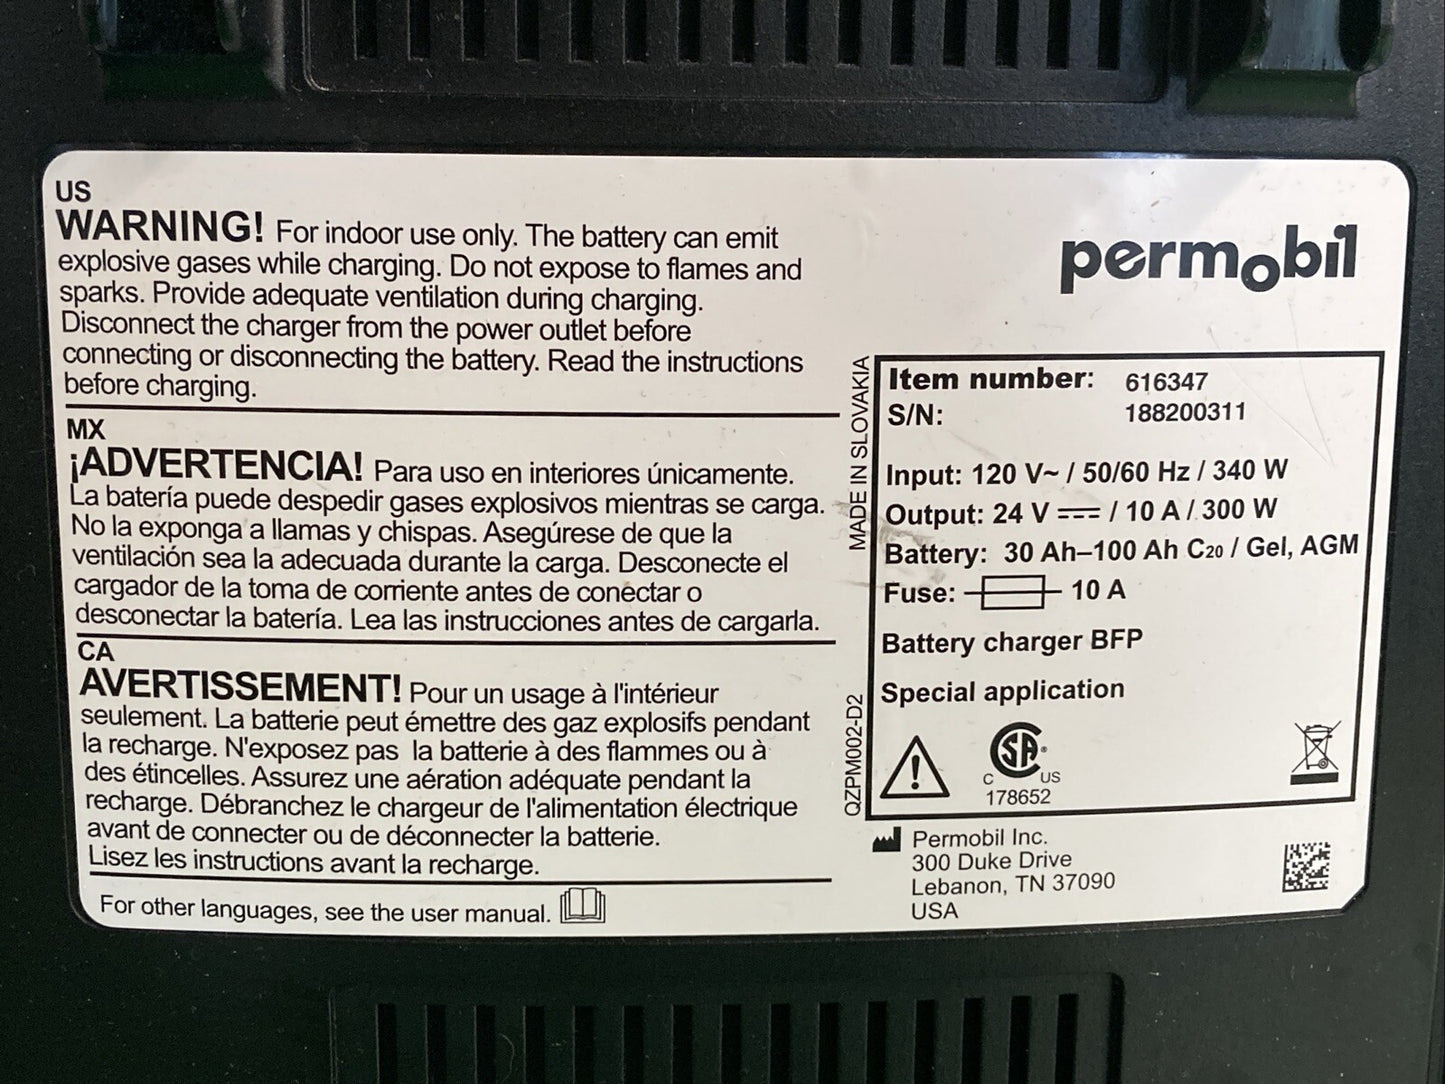 US
WARNING! For indoor use only. The battery can emit
explosive gases while charging. Do not expose to flames and
sparks. Provide adequate ventilation during charging.
Disconnect the charger from the power outlet before
connecting or disconnecting the battery. Read the instructions
before charging.
MX
¡ADVERTENCIA! Para uso en interiores únicamente.
La batería puede despedir gases explosivos mientras se carga.
No la exponga a llamas y chispas. Asegúrese de que la
ventilación sea la adecuada durante la carga. Desconecte el
cargador de la toma de corriente antes de conectar o
desconectar la batería. Lea las instrucciones antes de cargarla.
CA
AVERTISSEMENT! Pour un usage à l'intérieur
seulement. La batterie peut émettre des gaz explosifs pendant
la recharge. N'exposez pas la batterie à des flammes ou à
des étincelles. Assurez une aération adéquate pendant la
recharge. Débranchez le chargeur de l'alimentation électrique
avant de connecter ou de déconnecter la batterie.
Lisez les instructions avant la recharge.
For other languages, see the user manual.
MADE IN SLOVAKIA
QZPM002-D2
permobil
Item number: 616347
S/N: 188200311
Input: 120 V~ / 50/60 Hz / 340 W
Output: 24 V ⎓ / 10 A / 300 W
Battery: 30 Ah–100 Ah C20 / Gel, AGM
Fuse: 10 A
Battery charger BFP
Special application
SA®
C US
178652
Permobil Inc.
300 Duke Drive
Lebanon, TN 37090
USA